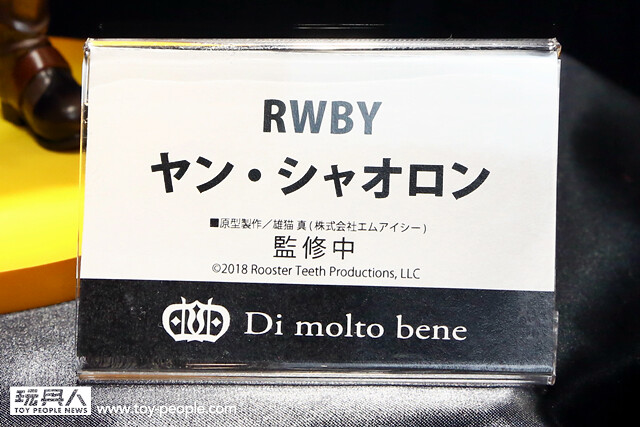 RWBY
ヤン・シャオロン
■原型製作／雄猫 真(株式会社エムアイシー)
監修中
©2018 Rooster Teeth Productions, LLC
Di molto bene
玩具人
TOY PEOPLE NEWS
www.toy-people.com